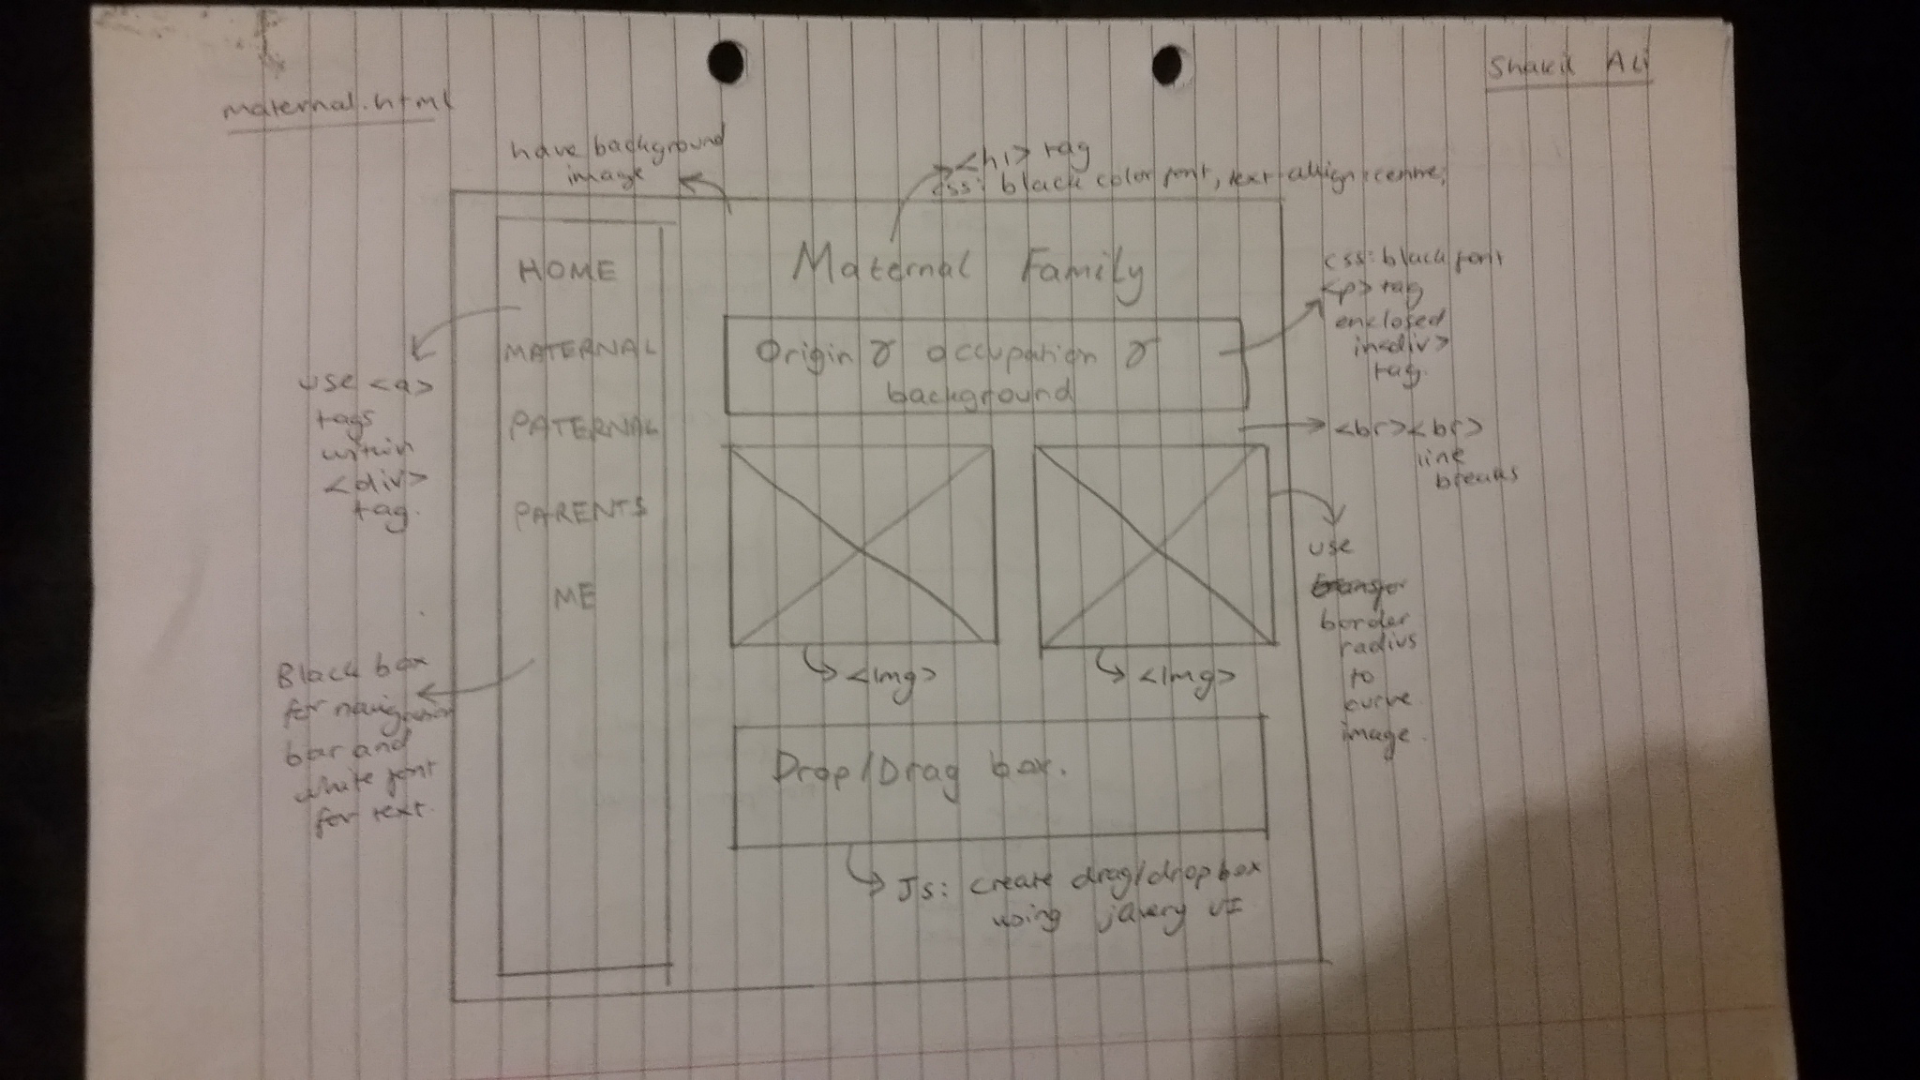 Shakil Ali
maternal.html
have background
image
<h1> tag
css: black color font, text-allign:centre;
HOME
MATERNAL
PATERNAL
PARENTS
ME
Maternal Family
Origin & occupation &
background
css: black font
<p> tag
enclosed
in <div>
tag.
<br><br>
line
breaks
use <a>
tags
within
<div>
tag.
use
border
radius
to
curve
image.
<img>
<img>
Black box
for navigation
bar and
white font
for text.
Drop/Drag box.
JS: create drag/drop box
using jQuery UI